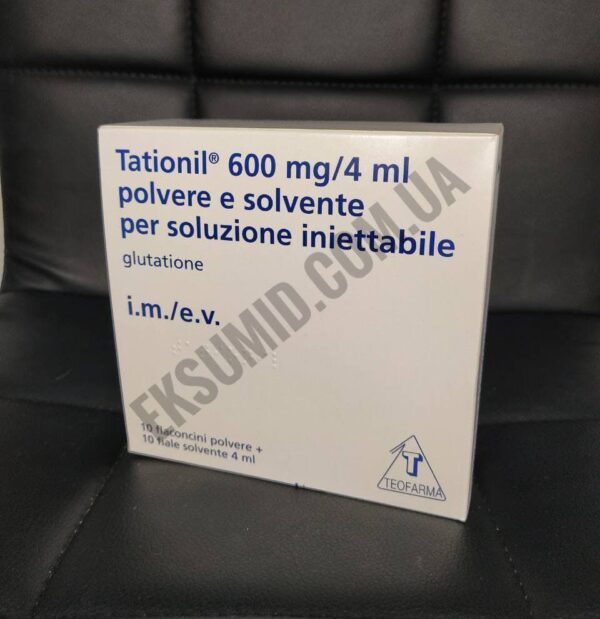 Tationil® 600 mg/4 ml
polvere e solvente
per soluzione iniettabile
glutatione
i.m./e.v.
10 flaconcini polvere +
10 fiale solvente 4 ml
T
TEOFARMA
EKSUMID.COM.UA